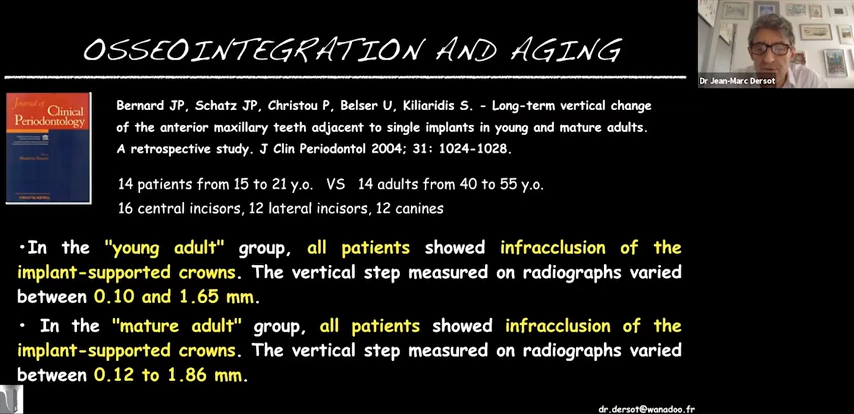 OSSEOINTEGRATION AND AGING
Dr Jean-Marc Dersot
Journal of
Clinical
Periodontology
Bernard JP, Schatz JP, Christou P, Belser U, Kiliaridis S. - Long-term vertical change
of the anterior maxillary teeth adjacent to single implants in young and mature adults.
A retrospective study. J Clin Periodontol 2004; 31: 1024-1028.
14 patients from 15 to 21 y.o. VS 14 adults from 40 to 55 y.o.
16 central incisors, 12 lateral incisors, 12 canines
•In the "young adult" group, all patients showed infracclusion of the
implant-supported crowns. The vertical step measured on radiographs varied
between 0.10 and 1.65 mm.
• In the "mature adult" group, all patients showed infracclusion of the
implant-supported crowns. The vertical step measured on radiographs varied
between 0.12 to 1.86 mm.
dr.dersot@wanadoo.fr